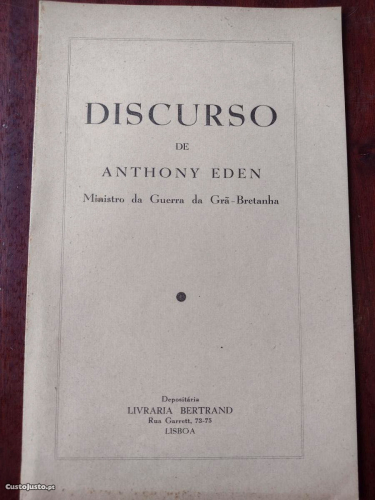 DISCURSO
DE
ANTHONY EDEN
Ministro da Guerra da Grã-Bretanha
Depositária
LIVRARIA BERTRAND
Rua Garrett, 73-75
LISBOA
CustoJusto.pt